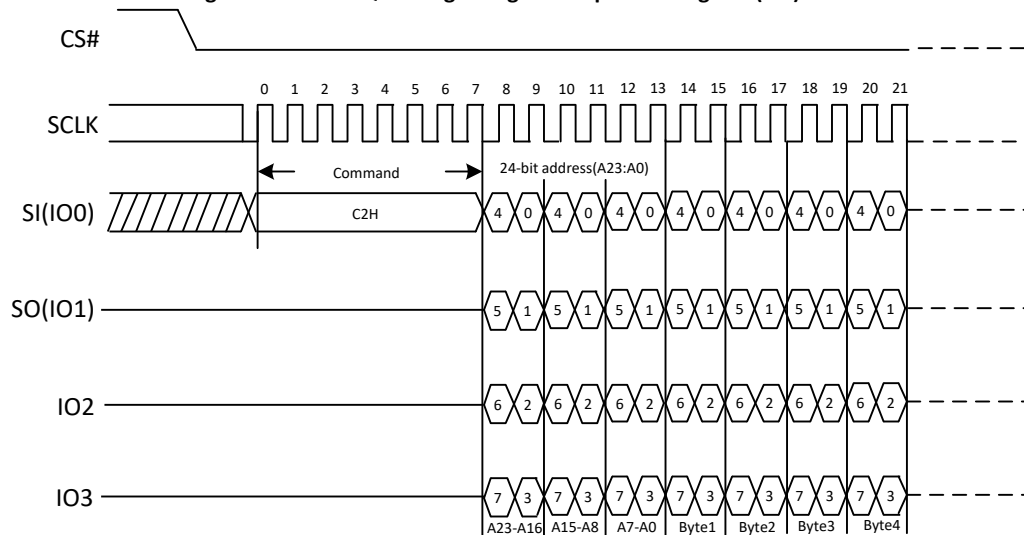 CS#
0 1 2 3 4 5 6 7 8 9 10 11 12 13 14 15 16 17 18 19 20 21
SCLK
Command 24-bit address(A23:A0)
SI(IO0) C2H 4 0 4 0 4 0 4 0 4 0 4 0 4 0
SO(IO1) 5 1 5 1 5 1 5 1 5 1 5 1 5 1
IO2 6 2 6 2 6 2 6 2 6 2 6 2 6 2
IO3 7 3 7 3 7 3 7 3 7 3 7 3 7 3
A23-A16 A15-A8 A7-A0 Byte1 Byte2 Byte3 Byte4